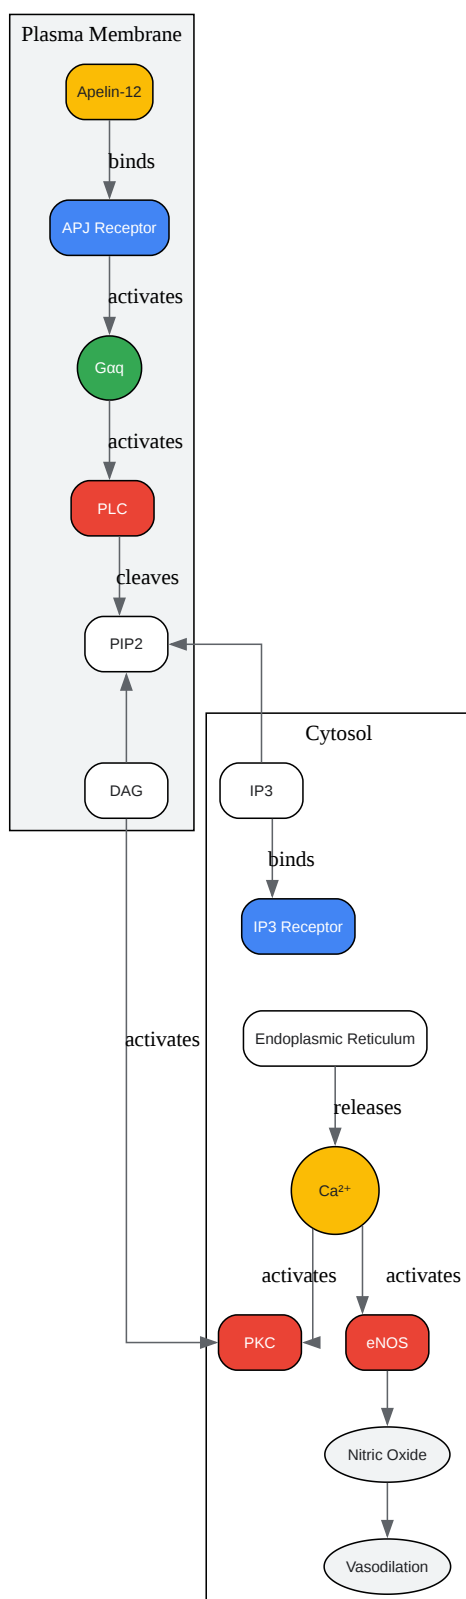 Plasma Membrane
Apelin-12
binds
APJ Receptor
activates
Gαq
activates
PLC
cleaves
PIP2
Cytosol
DAG
IP3
binds
IP3 Receptor
activates
Endoplasmic Reticulum
releases
Ca²⁺
activates
activates
PKC
eNOS
Nitric Oxide
Vasodilation